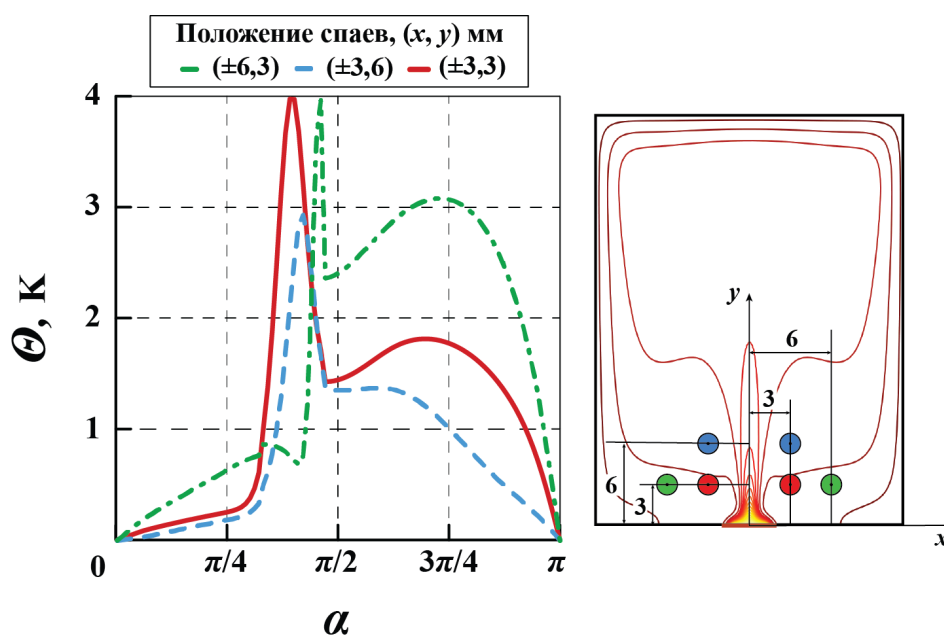 Положение спаев, (x, y) мм
(±6,3) (±3,6) (±3,3)
Θ, К
4
3
2
1
0
π/4 π/2 3π/4 π
α
y
6
3
6
3
x